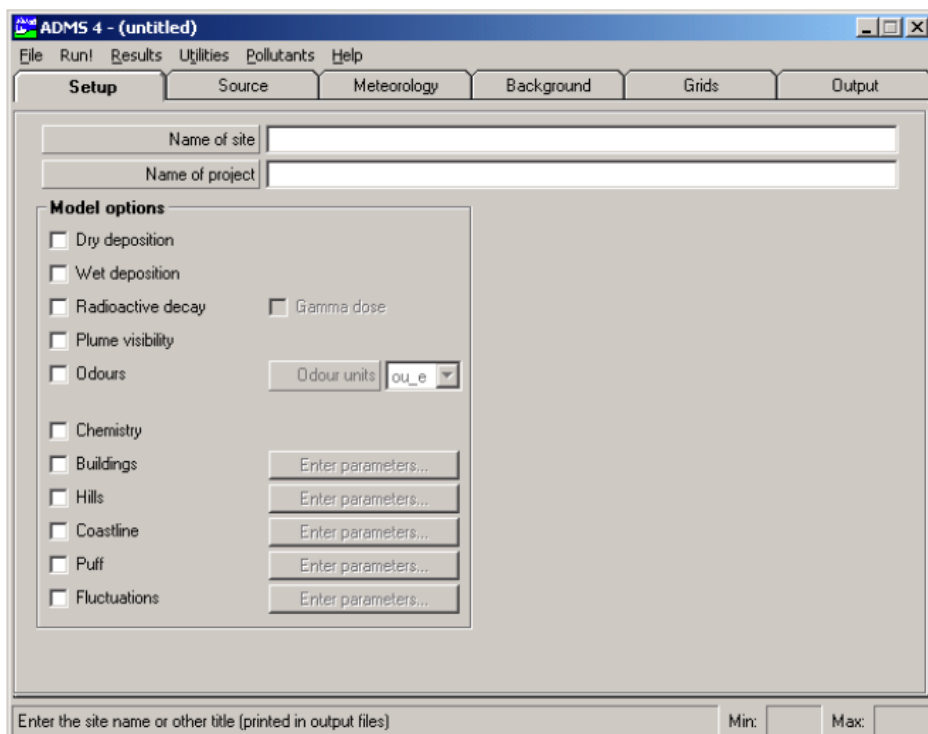 ADMS 4 - (untitled)
File Run! Results Utilities Pollutants Help
Setup Source Meteorology Background Grids Output
Name of site
Name of project
Model options
Dry deposition
Wet deposition
Radioactive decay Gamma dose
Plume visibility
Odours Odour units ou_e
Chemistry
Buildings Enter parameters...
Hills Enter parameters...
Coastline Enter parameters...
Puff Enter parameters...
Fluctuations Enter parameters...
Enter the site name or other title (printed in output files) Min: Max: